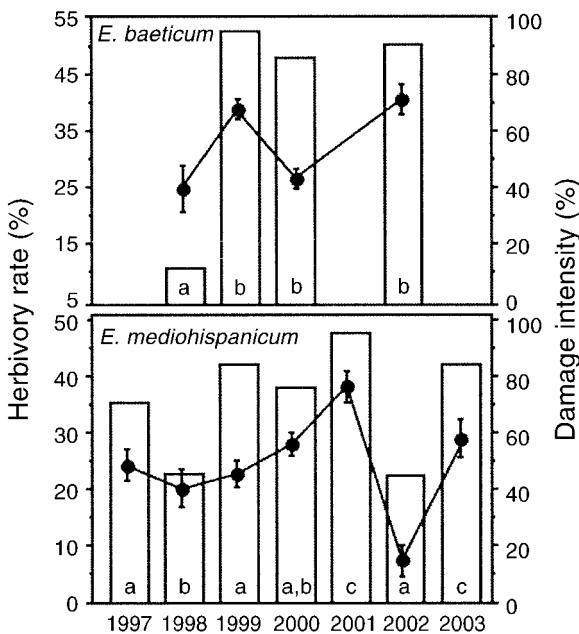 55 100
E. baeticum
45 80
35 60
25 40
15 20
5 0
a b b b
50 100
E. mediohispanicum
40 80
30 60
20 40
10 20
0 0
a b a a,b c a c
1997 1998 1999 2000 2001 2002 2003
Herbivory rate (%)
Damage intensity (%)